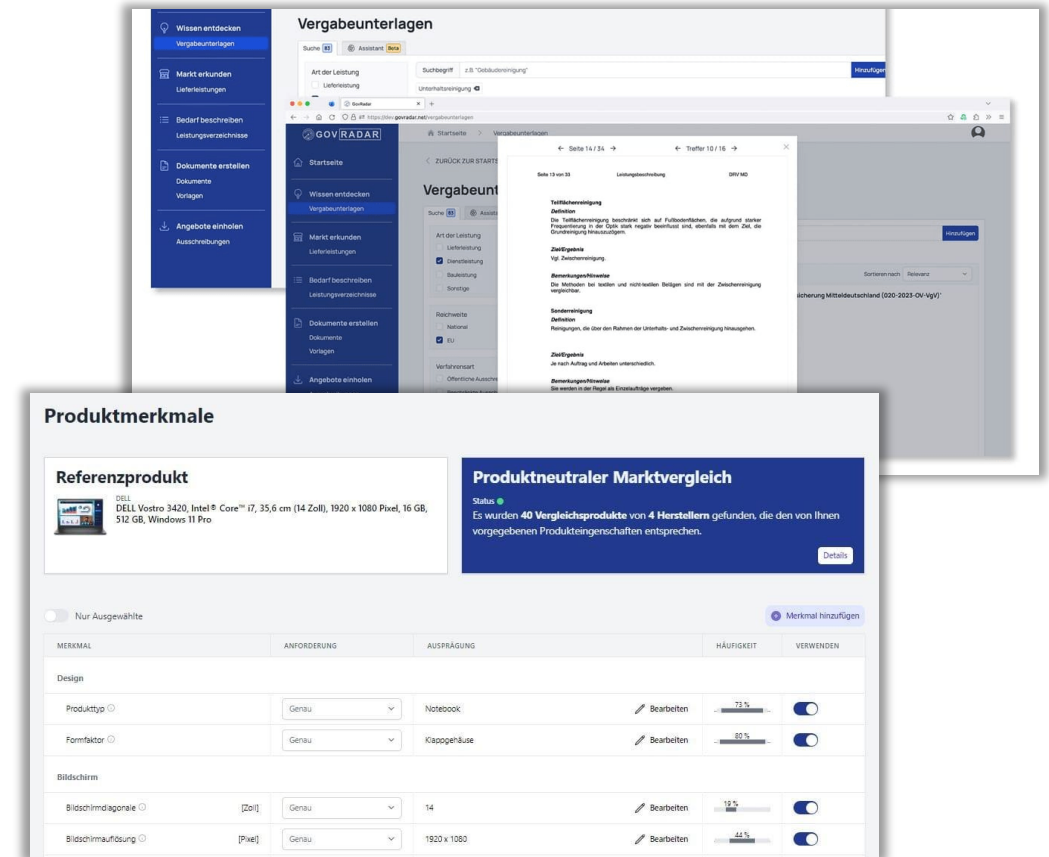 Wissen entdecken
Vergabeunterlagen
Markt erkunden
Lieferleistungen
Bedarf beschreiben
Leistungsverzeichnisse
Dokumente erstellen
Dokumente
Vorlagen
Angebote einholen
Ausschreibungen
Vergabeunterlagen
Suche 83 Assistant Beta
Art der Leistung
Lieferleistung
Suchbegriff z.B "Gebäudereinigung" Hinzufügen
Unterhaltsreinigung
GovRadar
https://dev.govradar.net/vergabeunterlagen
GOVRADAR
Startseite
Wissen entdecken
Vergabeunterlagen
Markt erkunden
Lieferleistungen
Bedarf beschreiben
Leistungsverzeichnisse
Dokumente erstellen
Dokumente
Vorlagen
Angebote einholen
Startseite > Vergabeunterlagen
ZURÜCK ZUR STARTS
Vergabeunt
Suche 83 Assista
Art der Leistung
Lieferleistung
Dienstleistung
Bauleistung
Sonstige
Reichweite
National
EU
Verfahrensart
Öffentliche Ausschre
← Seite 14 / 34 → ← Treffer 10 / 16 → ×
Seite 13 von 33 Leistungsbeschreibung DRV MD
Teilflächenreinigung
Definition
Die Teilflächenreinigung beschränkt sich auf Fußbodenflächen, die aufgrund starker
Frequentierung in der Optik stark negativ beeinflusst sind, ebenfalls mit dem Ziel, die
Grundreinigung hinauszuzögern.
Ziel/Ergebnis
Vgl. Zwischenreinigung.
Bemerkungen/Hinweise
Die Methoden bei textilen und nicht-textilen Belägen sind mit der Zwischenreinigung
vergleichbar.
Sonderreinigung
Definition
Reinigungen, die über den Rahmen der Unterhalts- und Zwischenreinigung hinausgehen.
Ziel/Ergebnis
Je nach Auftrag und Arbeiten unterschiedlich.
Bemerkungen/Hinweise
Sie werden in der Regel als Einzelaufträge vergeben.
Hinzufügen
Sortieren nach Relevanz
icherung Mitteldeutschland (020-2023-OV-VgV)"
Produktmerkmale
Referenzprodukt
DELL
DELL Vostro 3420, Intel® Core™ i7, 35,6 cm (14 Zoll), 1920 x 1080 Pixel, 16 GB,
512 GB, Windows 11 Pro
Produktneutraler Marktvergleich
Status
Es wurden 40 Vergleichsprodukte von 4 Herstellern gefunden, die den von Ihnen
vorgegebenen Produkteigenschaften entsprechen.
Details
Nur Ausgewählte
Merkmal hinzufügen
MERKMAL ANFORDERUNG AUSPRÄGUNG HÄUFIGKEIT VERWENDEN
Design
Produkttyp Genau Notebook Bearbeiten 73 %
Formfaktor Genau Klappgehäuse Bearbeiten 80 %
Bildschirm
Bildschirmdiagonale [Zoll] Genau 14 Bearbeiten 19 %
Bildschirmauflösung [Pixel] Genau 1920 x 1080 Bearbeiten 44 %